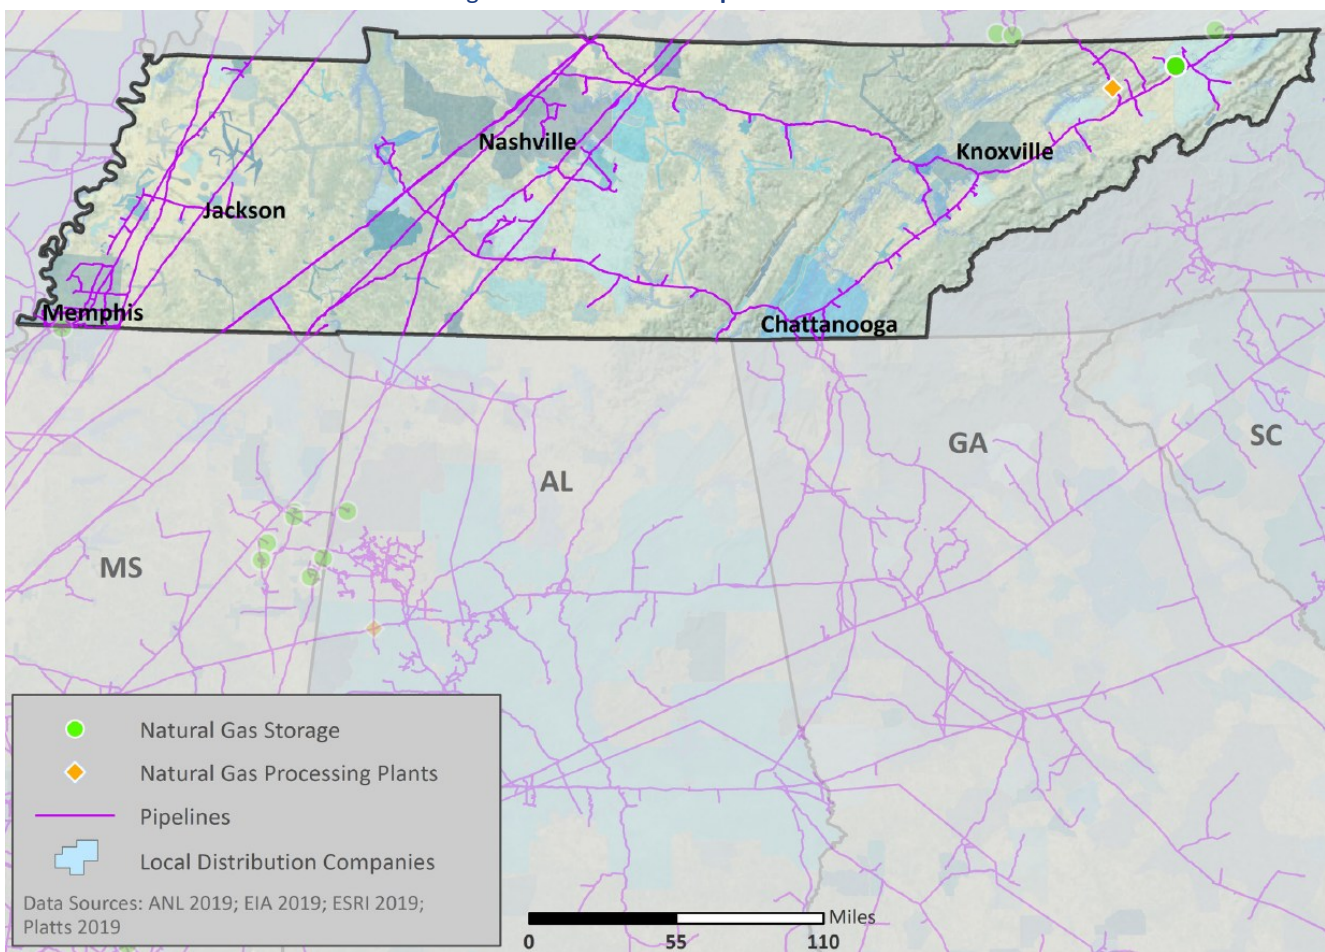 Nashville
Knoxville
Jackson
Memphis
Chattanooga
AL
GA
SC
MS
Natural Gas Storage
Natural Gas Processing Plants
Pipelines
Local Distribution Companies
Data Sources: ANL 2019; EIA 2019; ESRI 2019;
Platts 2019
Miles
0 55 110